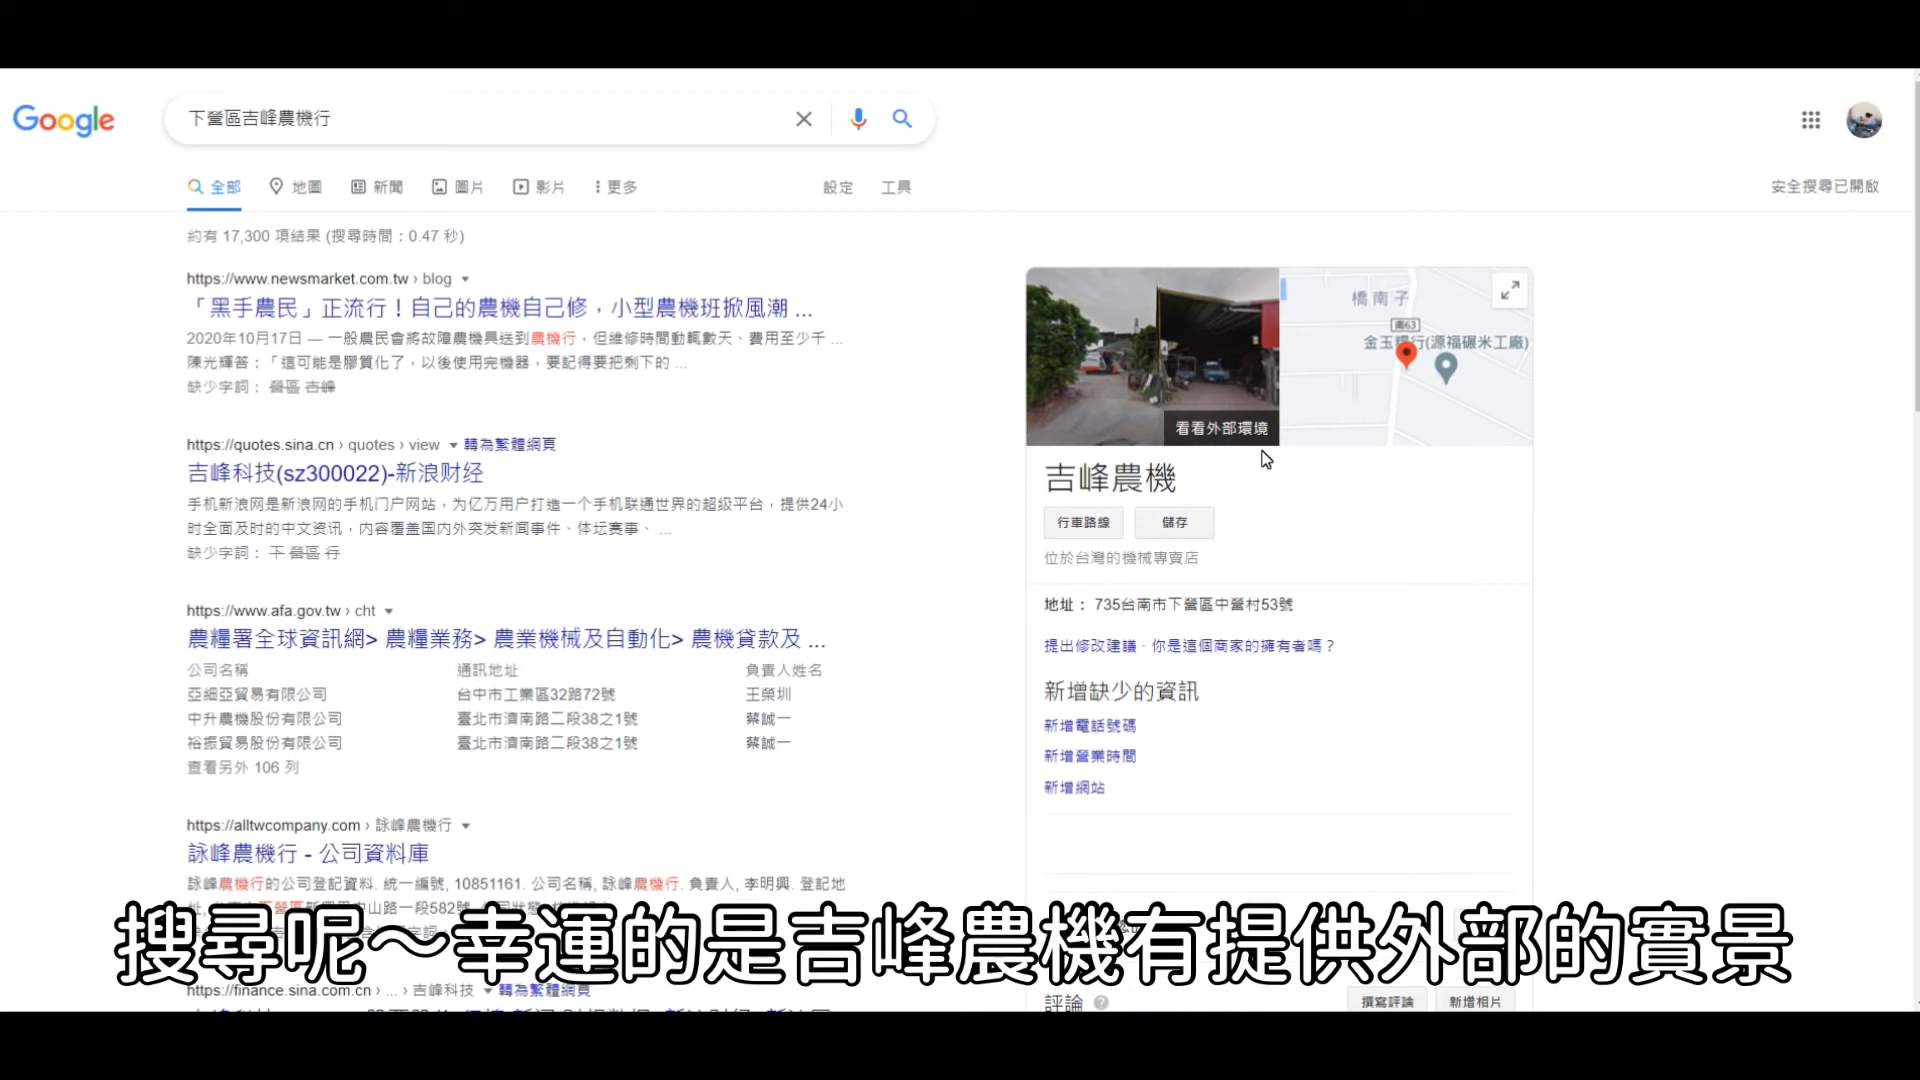 Google
下營區吉峰農機行
全部
地圖
新聞
圖片
影片
更多
設定
工具
安全搜尋已開啟
約有 17,300 項結果 (搜尋時間：0.47 秒)
https://www.newsmarket.com.tw › blog
「黑手農民」正流行！自己的農機自己修，小型農機班掀風潮 ...
2020年10月17日 — 一般農民會將故障農機具送到農機行，但維修時間動輒數天、費用至少千 ...
陳光輝答：「這可能是膠質化了，以後使用完機器，要記得要把剩下的 ...
缺少字詞： 營區 吉峰
https://quotes.sina.cn › quotes › view 轉為繁體網頁
吉峰科技(sz300022)-新浪财经
手机新浪网是新浪网的手机门户网站，为亿万用户打造一个手机联通世界的超级平台，提供24小
时全面及时的中文资讯，内容覆盖国内外突发新闻事件、体坛赛事、 ...
缺少字詞： 下 營區 行
https://www.afa.gov.tw › cht
農糧署全球資訊網> 農糧業務> 農業機械及自動化> 農機貸款及 ...
公司名稱 通訊地址 負責人姓名
亞細亞貿易有限公司 台中市工業區32路72號 王榮圳
中升農機股份有限公司 臺北市濟南路二段38之1號 蔡誠一
裕振貿易股份有限公司 臺北市濟南路二段38之1號 蔡誠一
查看另外 106 列
https://alltwcompany.com › 詠峰農機行
詠峰農機行 - 公司資料庫
詠峰農機行的公司登記資料. 統一編號, 10851161. 公司名稱, 詠峰農機行. 負責人, 李明興. 登記地
https://finance.sina.com.cn › ... › 吉峰科技 轉為繁體網頁
看看外部環境
橋南子
南63
金玉糧行(源福碾米工廠)
吉峰農機
行車路線
儲存
位於台灣的機械專賣店
地址： 735台南市下營區中營村53號
提出修改建議 · 你是這個商家的擁有者嗎？
新增缺少的資訊
新增電話號碼
新增營業時間
新增網站
評論
撰寫評論
新增相片
搜尋呢～幸運的是吉峰農機有提供外部的實景